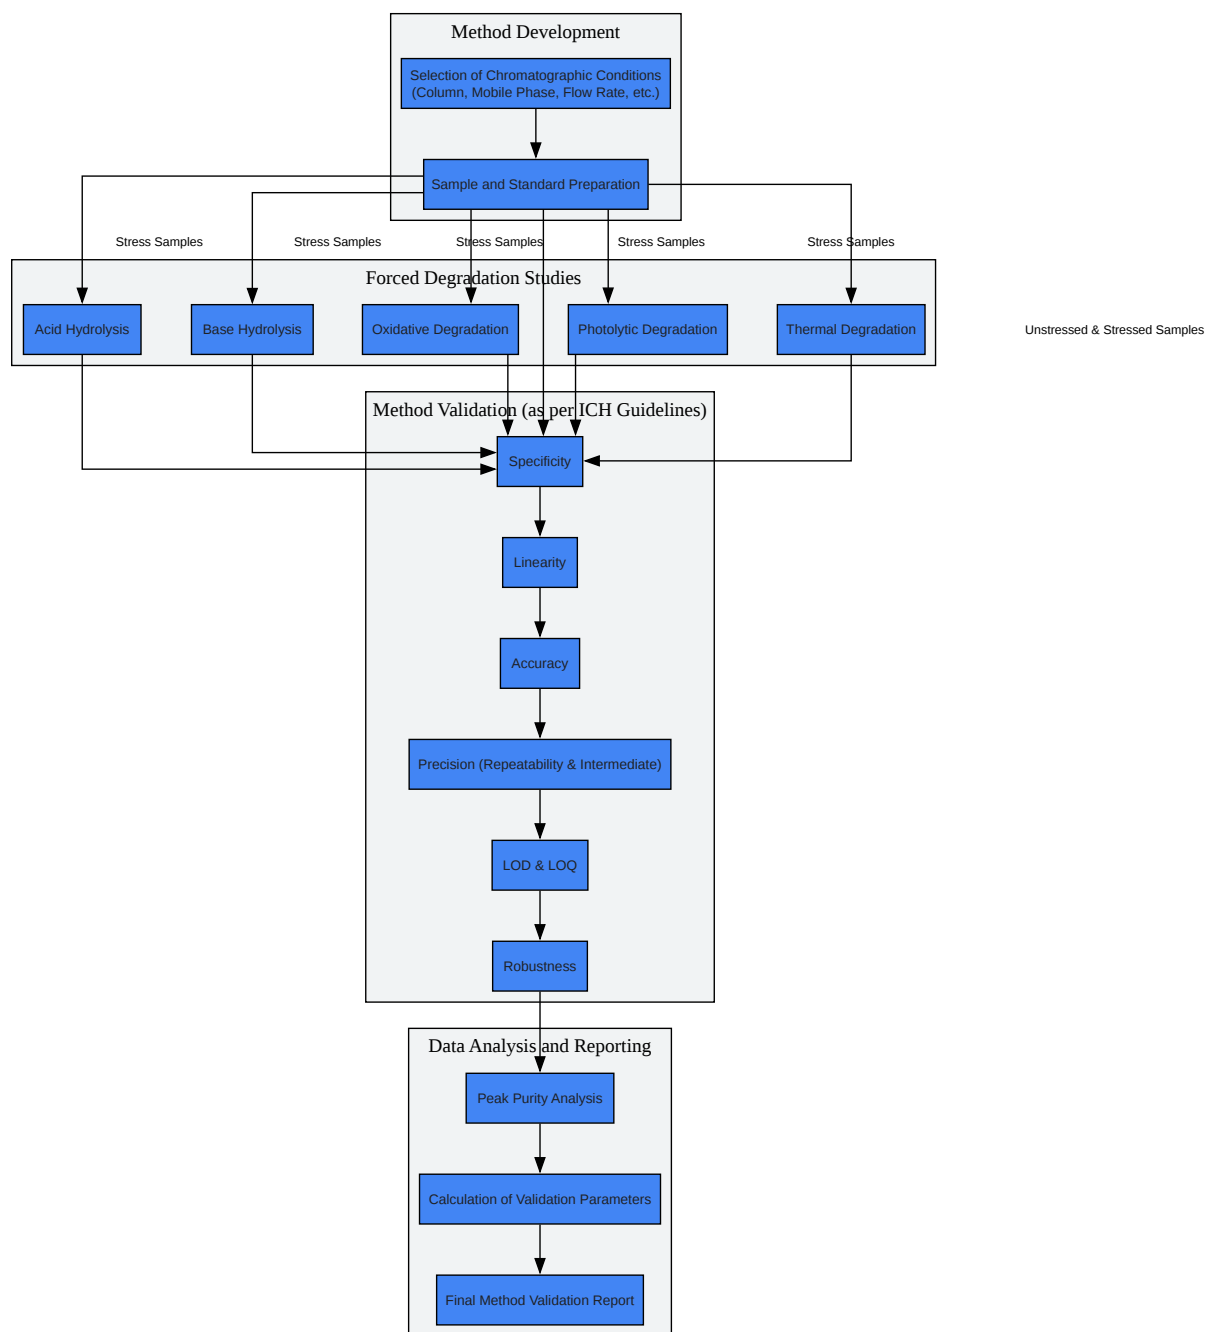 Method Development
Selection of Chromatographic Conditions
(Column, Mobile Phase, Flow Rate, etc.)
Sample and Standard Preparation
Stress Samples
Stress Samples
Stress Samples
Stress Samples
Stress Samples
Forced Degradation Studies
Acid Hydrolysis
Base Hydrolysis
Oxidative Degradation
Photolytic Degradation
Thermal Degradation
Unstressed & Stressed Samples
Method Validation (as per ICH Guidelines)
Specificity
Linearity
Accuracy
Precision (Repeatability & Intermediate)
LOD & LOQ
Robustness
Data Analysis and Reporting
Peak Purity Analysis
Calculation of Validation Parameters
Final Method Validation Report